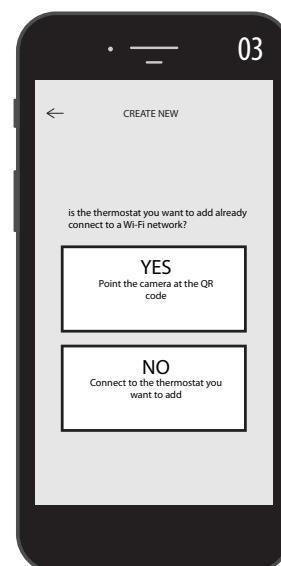 03
CREATE NEW
is the thermostat you want to add already
connect to a Wi-Fi network?
YES
Point the camera at the QR
code
NO
Connect to the thermostat you
want to add